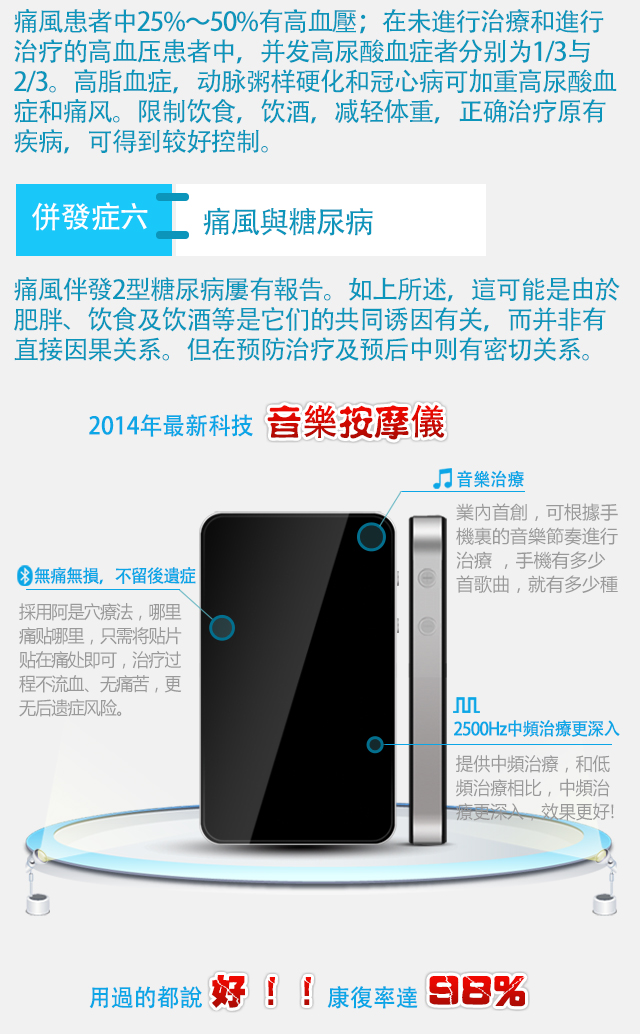 痛風患者中25%～50%有高血壓；在未進行治療和進行
治疗的高血压患者中，并发高尿酸血症者分别为1/3与
2/3。高脂血症，动脉粥样硬化和冠心病可加重高尿酸血
症和痛风。限制饮食，饮酒，减轻体重，正确治疗原有
疾病，可得到较好控制。
併發症六
痛風與糖尿病
痛風伴發2型糖尿病屢有報告。如上所述，這可能是由於
肥胖、饮食及饮酒等是它们的共同诱因有关，而并非有
直接因果关系。但在预防治疗及预后中则有密切关系。
2014年最新科技 音樂按摩儀
音樂治療
業內首創，可根據手
機裏的音樂節奏進行
治療 ，手機有多少
首歌曲，就有多少種
無痛無損，不留後遺症
採用阿是穴療法，哪里
痛贴哪里，只需将贴片
贴在痛处即可，治疗过
程不流血、无痛苦，更
无后遗症风险。
2500Hz中頻治療更深入
提供中頻治療，和低
頻治療相比，中頻治
療更深入，效果更好!
用過的都說 好！！康復率達 98%